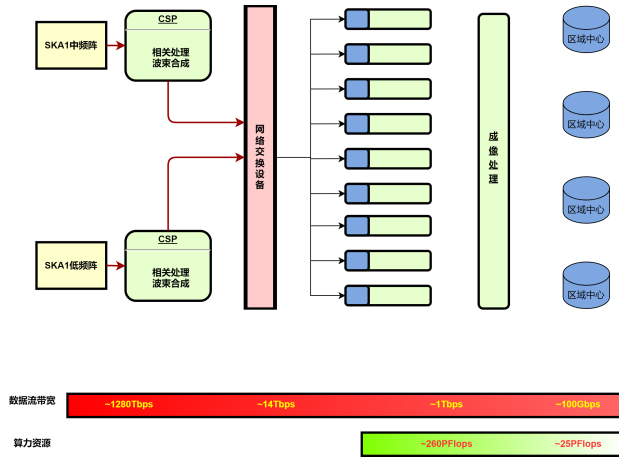 CSP
SKA1中频阵
相关处理
波束合成
网络交换设备
成像处理
区域中心
区域中心
区域中心
区域中心
CSP
SKA1低频阵
相关处理
波束合成
数据流带宽
~1280Tbps
~14Tbps
~1Tbps
~100Gbps
算力资源
~260PFlops
~25PFlops